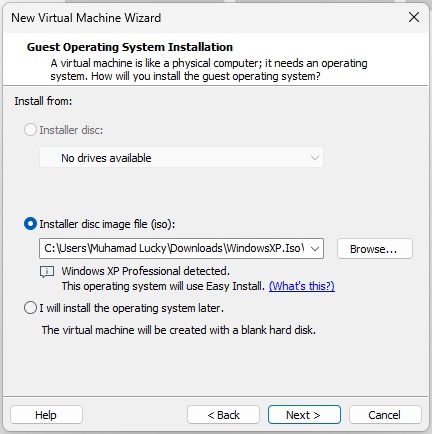 New Virtual Machine Wizard
Guest Operating System Installation
A virtual machine is like a physical computer; it needs an operating
system. How will you install the guest operating system?
Install from:
Installer disc:
No drives available
Installer disc image file (iso):
C:\Users\Muhamad Lucky\Downloads\WindowsXP.Iso\
Browse...
Windows XP Professional detected.
This operating system will use Easy Install. (What's this?)
I will install the operating system later.
The virtual machine will be created with a blank hard disk.
Help
< Back
Next >
Cancel